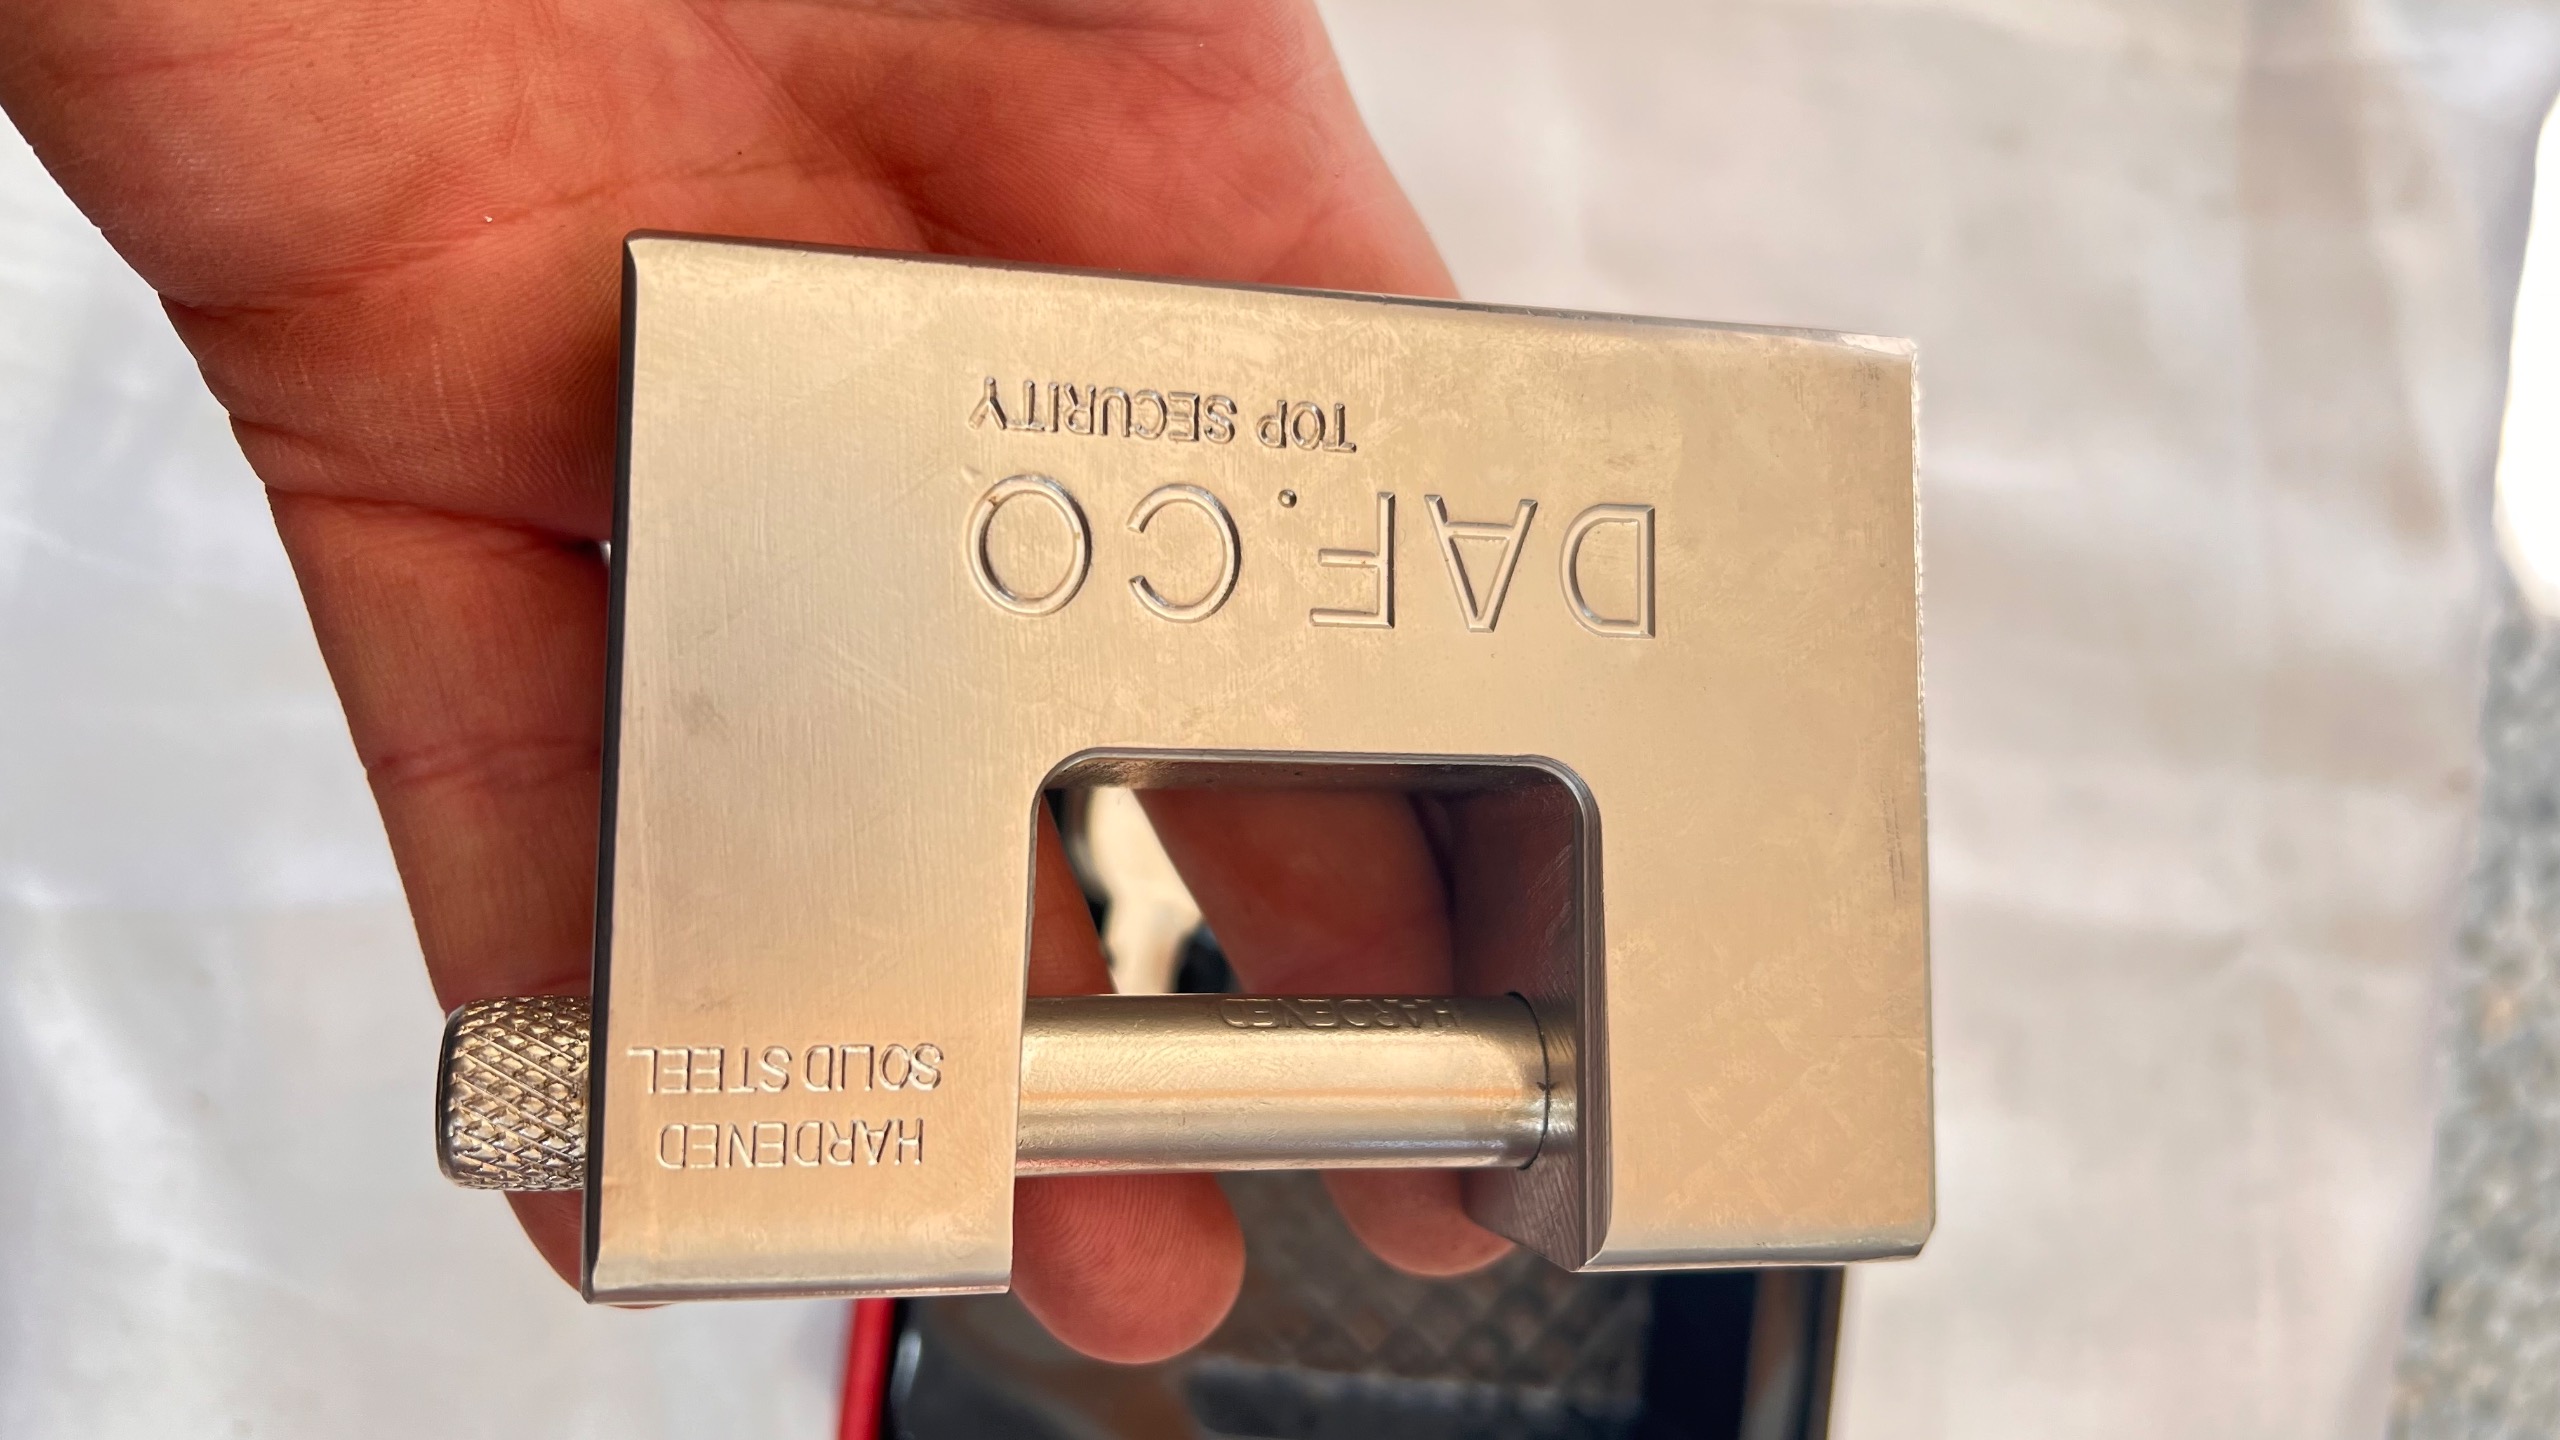 DAF.CO
TOP SECURITY
HARDENED
SOLID STEEL
HARDENED